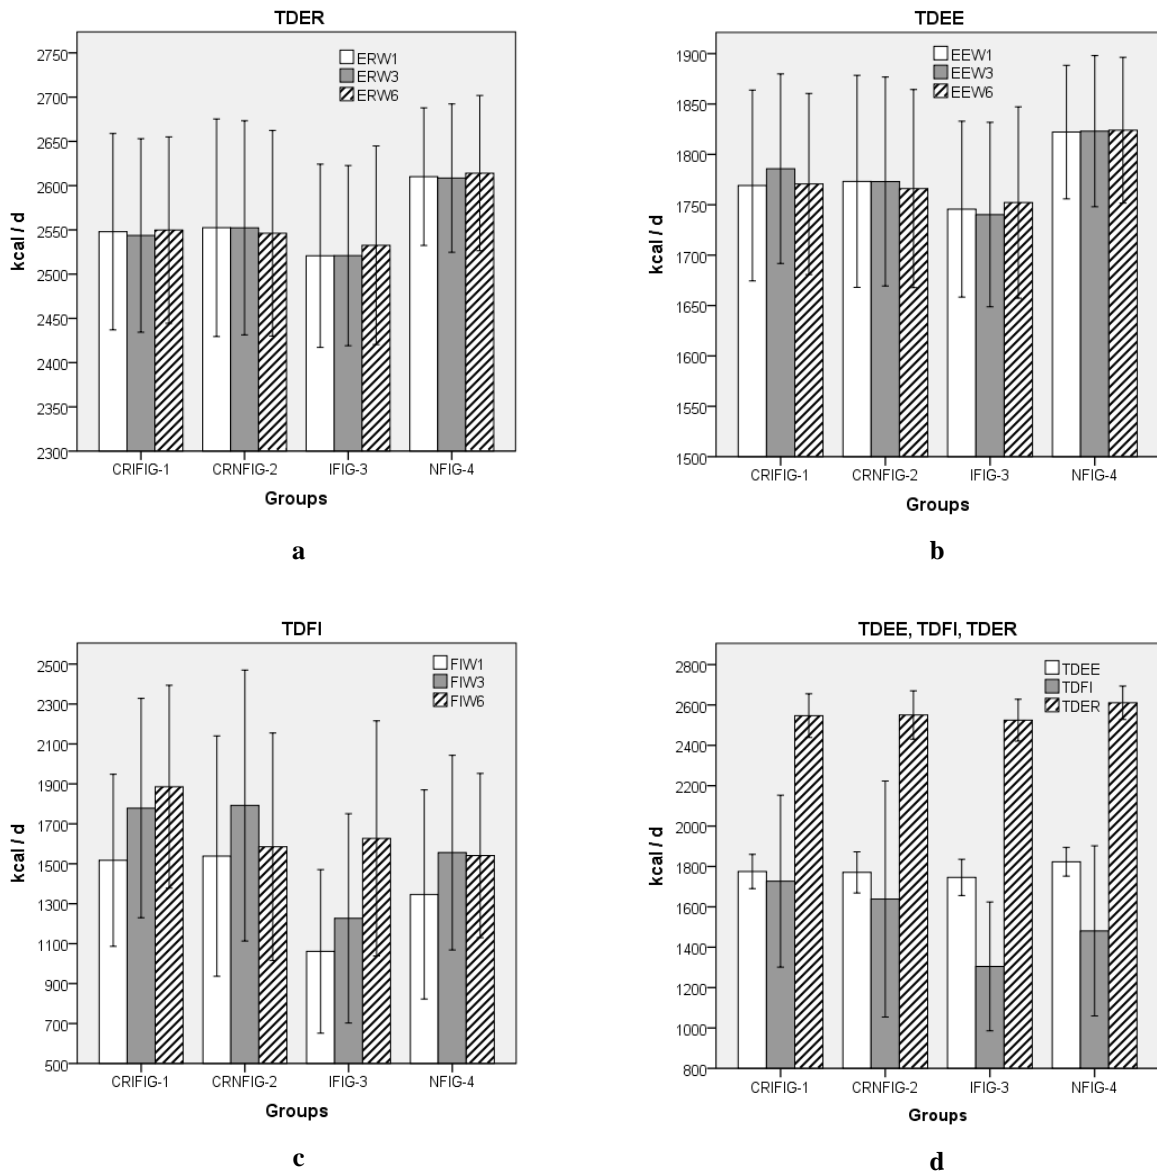 TDER
ERW1
ERW3
ERW6
2750
2700
2650
2600
2550
2500
2450
2400
2350
2300
kcal / d
CRIFIG-1 CRNFIG-2 IFIG-3 NFIG-4
Groups
a
TDEE
EEW1
EEW3
EEW6
1900
1850
1800
1750
1700
1650
1600
1550
1500
kcal / d
CRIFIG-1 CRNFIG-2 IFIG-3 NFIG-4
Groups
b
TDFI
FIW1
FIW3
FIW6
2500
2300
2100
1900
1700
1500
1300
1100
900
700
500
kcal / d
CRIFIG-1 CRNFIG-2 IFIG-3 NFIG-4
Groups
c
TDEE, TDFI, TDER
TDEE
TDFI
TDER
2800
2600
2400
2200
2000
1800
1600
1400
1200
1000
800
kcal / d
CRIFIG-1 CRNFIG-2 IFIG-3 NFIG-4
Groups
d